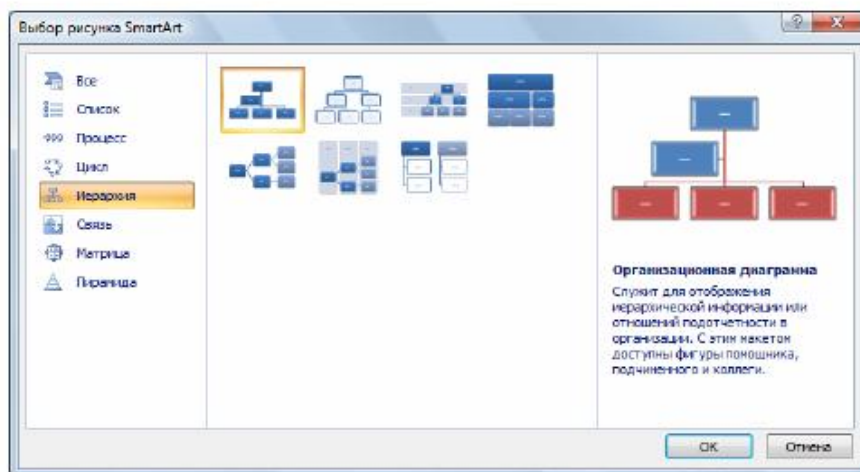 Выбор рисунка SmartArt
Все
Список
Процесс
Цикл
Иерархия
Связь
Матрица
Пирамида
Организационная диаграмма
Служит для отображения
иерархической информации или
отношений подотчетности в
организации. С этим макетом
доступны фигуры помощника,
подчиненного и коллеги.
ОК
Отмена